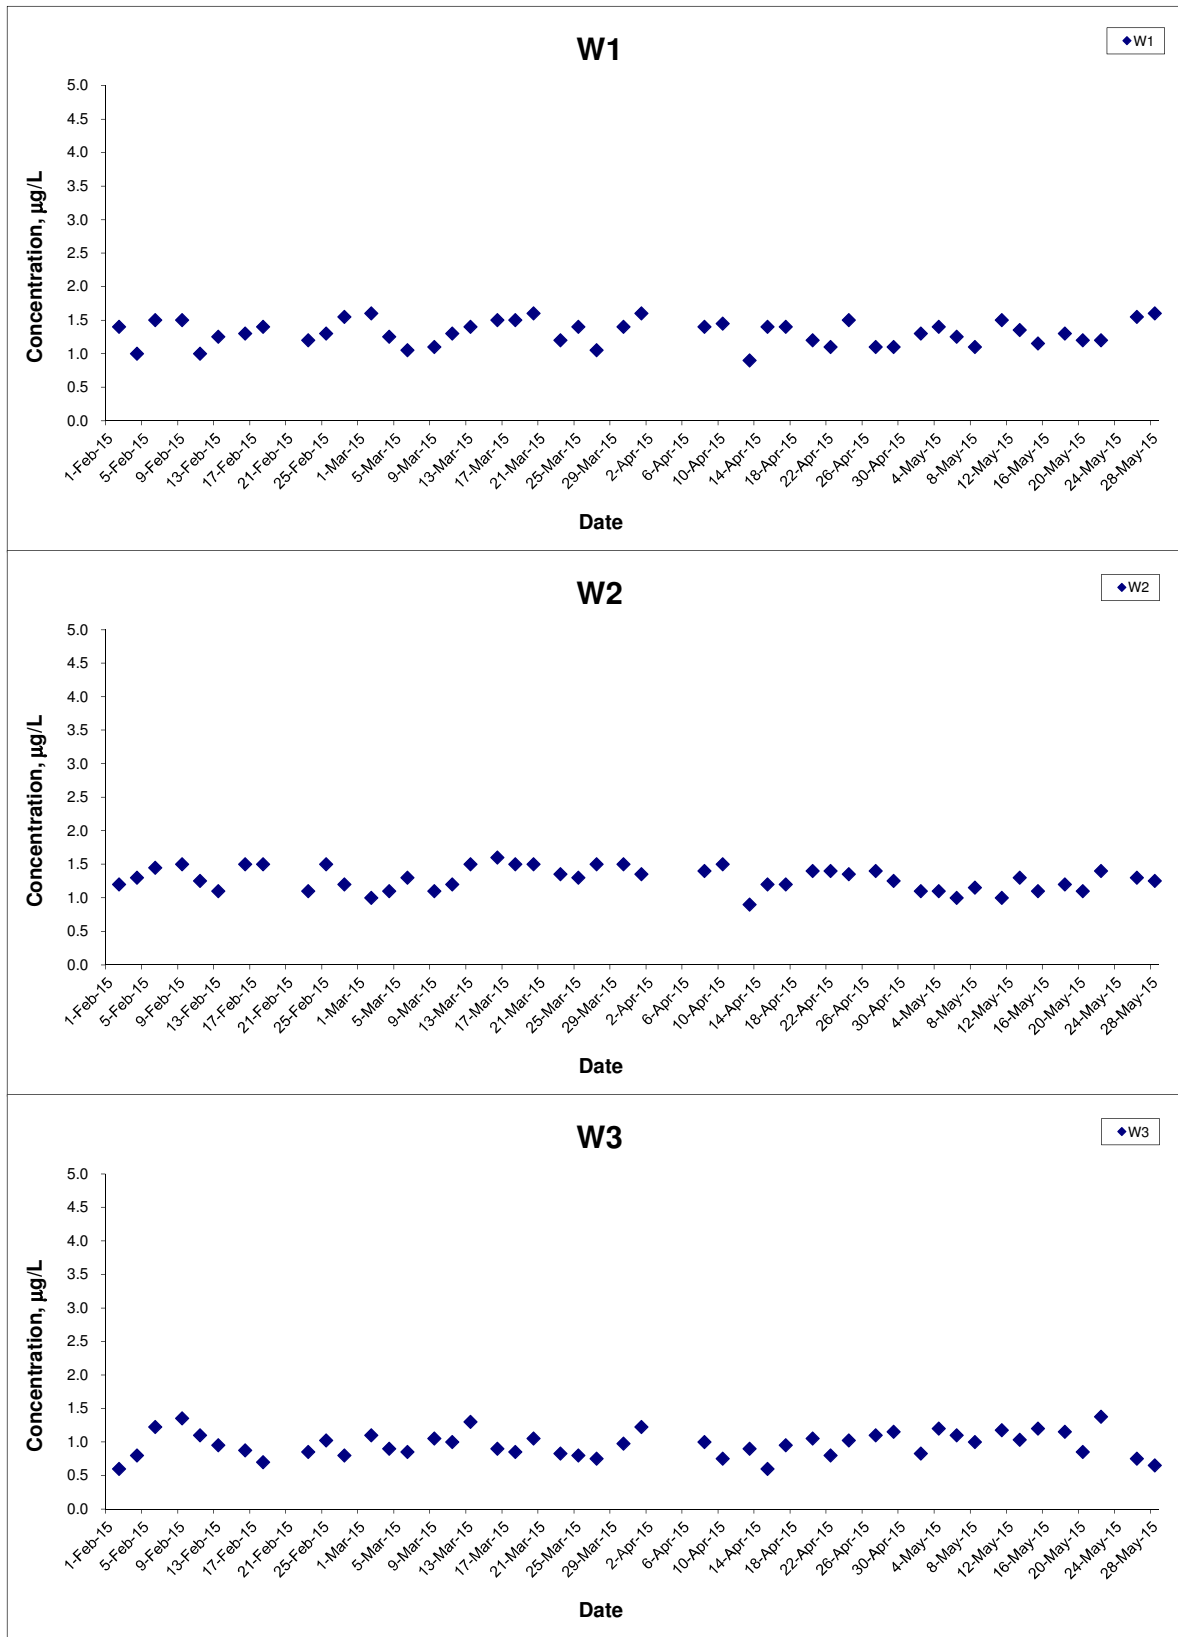 W1
W1
Concentration, µg/L
5.0
4.5
4.0
3.5
3.0
2.5
2.0
1.5
1.0
0.5
0.0
1-Feb-15
5-Feb-15
9-Feb-15
13-Feb-15
17-Feb-15
21-Feb-15
25-Feb-15
1-Mar-15
5-Mar-15
9-Mar-15
13-Mar-15
17-Mar-15
21-Mar-15
25-Mar-15
29-Mar-15
2-Apr-15
6-Apr-15
10-Apr-15
14-Apr-15
18-Apr-15
22-Apr-15
26-Apr-15
30-Apr-15
4-May-15
8-May-15
12-May-15
16-May-15
20-May-15
24-May-15
28-May-15
Date
W2
W2
Concentration, µg/L
5.0
4.5
4.0
3.5
3.0
2.5
2.0
1.5
1.0
0.5
0.0
1-Feb-15
5-Feb-15
9-Feb-15
13-Feb-15
17-Feb-15
21-Feb-15
25-Feb-15
1-Mar-15
5-Mar-15
9-Mar-15
13-Mar-15
17-Mar-15
21-Mar-15
25-Mar-15
29-Mar-15
2-Apr-15
6-Apr-15
10-Apr-15
14-Apr-15
18-Apr-15
22-Apr-15
26-Apr-15
30-Apr-15
4-May-15
8-May-15
12-May-15
16-May-15
20-May-15
24-May-15
28-May-15
Date
W3
W3
Concentration, µg/L
5.0
4.5
4.0
3.5
3.0
2.5
2.0
1.5
1.0
0.5
0.0
1-Feb-15
5-Feb-15
9-Feb-15
13-Feb-15
17-Feb-15
21-Feb-15
25-Feb-15
1-Mar-15
5-Mar-15
9-Mar-15
13-Mar-15
17-Mar-15
21-Mar-15
25-Mar-15
29-Mar-15
2-Apr-15
6-Apr-15
10-Apr-15
14-Apr-15
18-Apr-15
22-Apr-15
26-Apr-15
30-Apr-15
4-May-15
8-May-15
12-May-15
16-May-15
20-May-15
24-May-15
28-May-15
Date